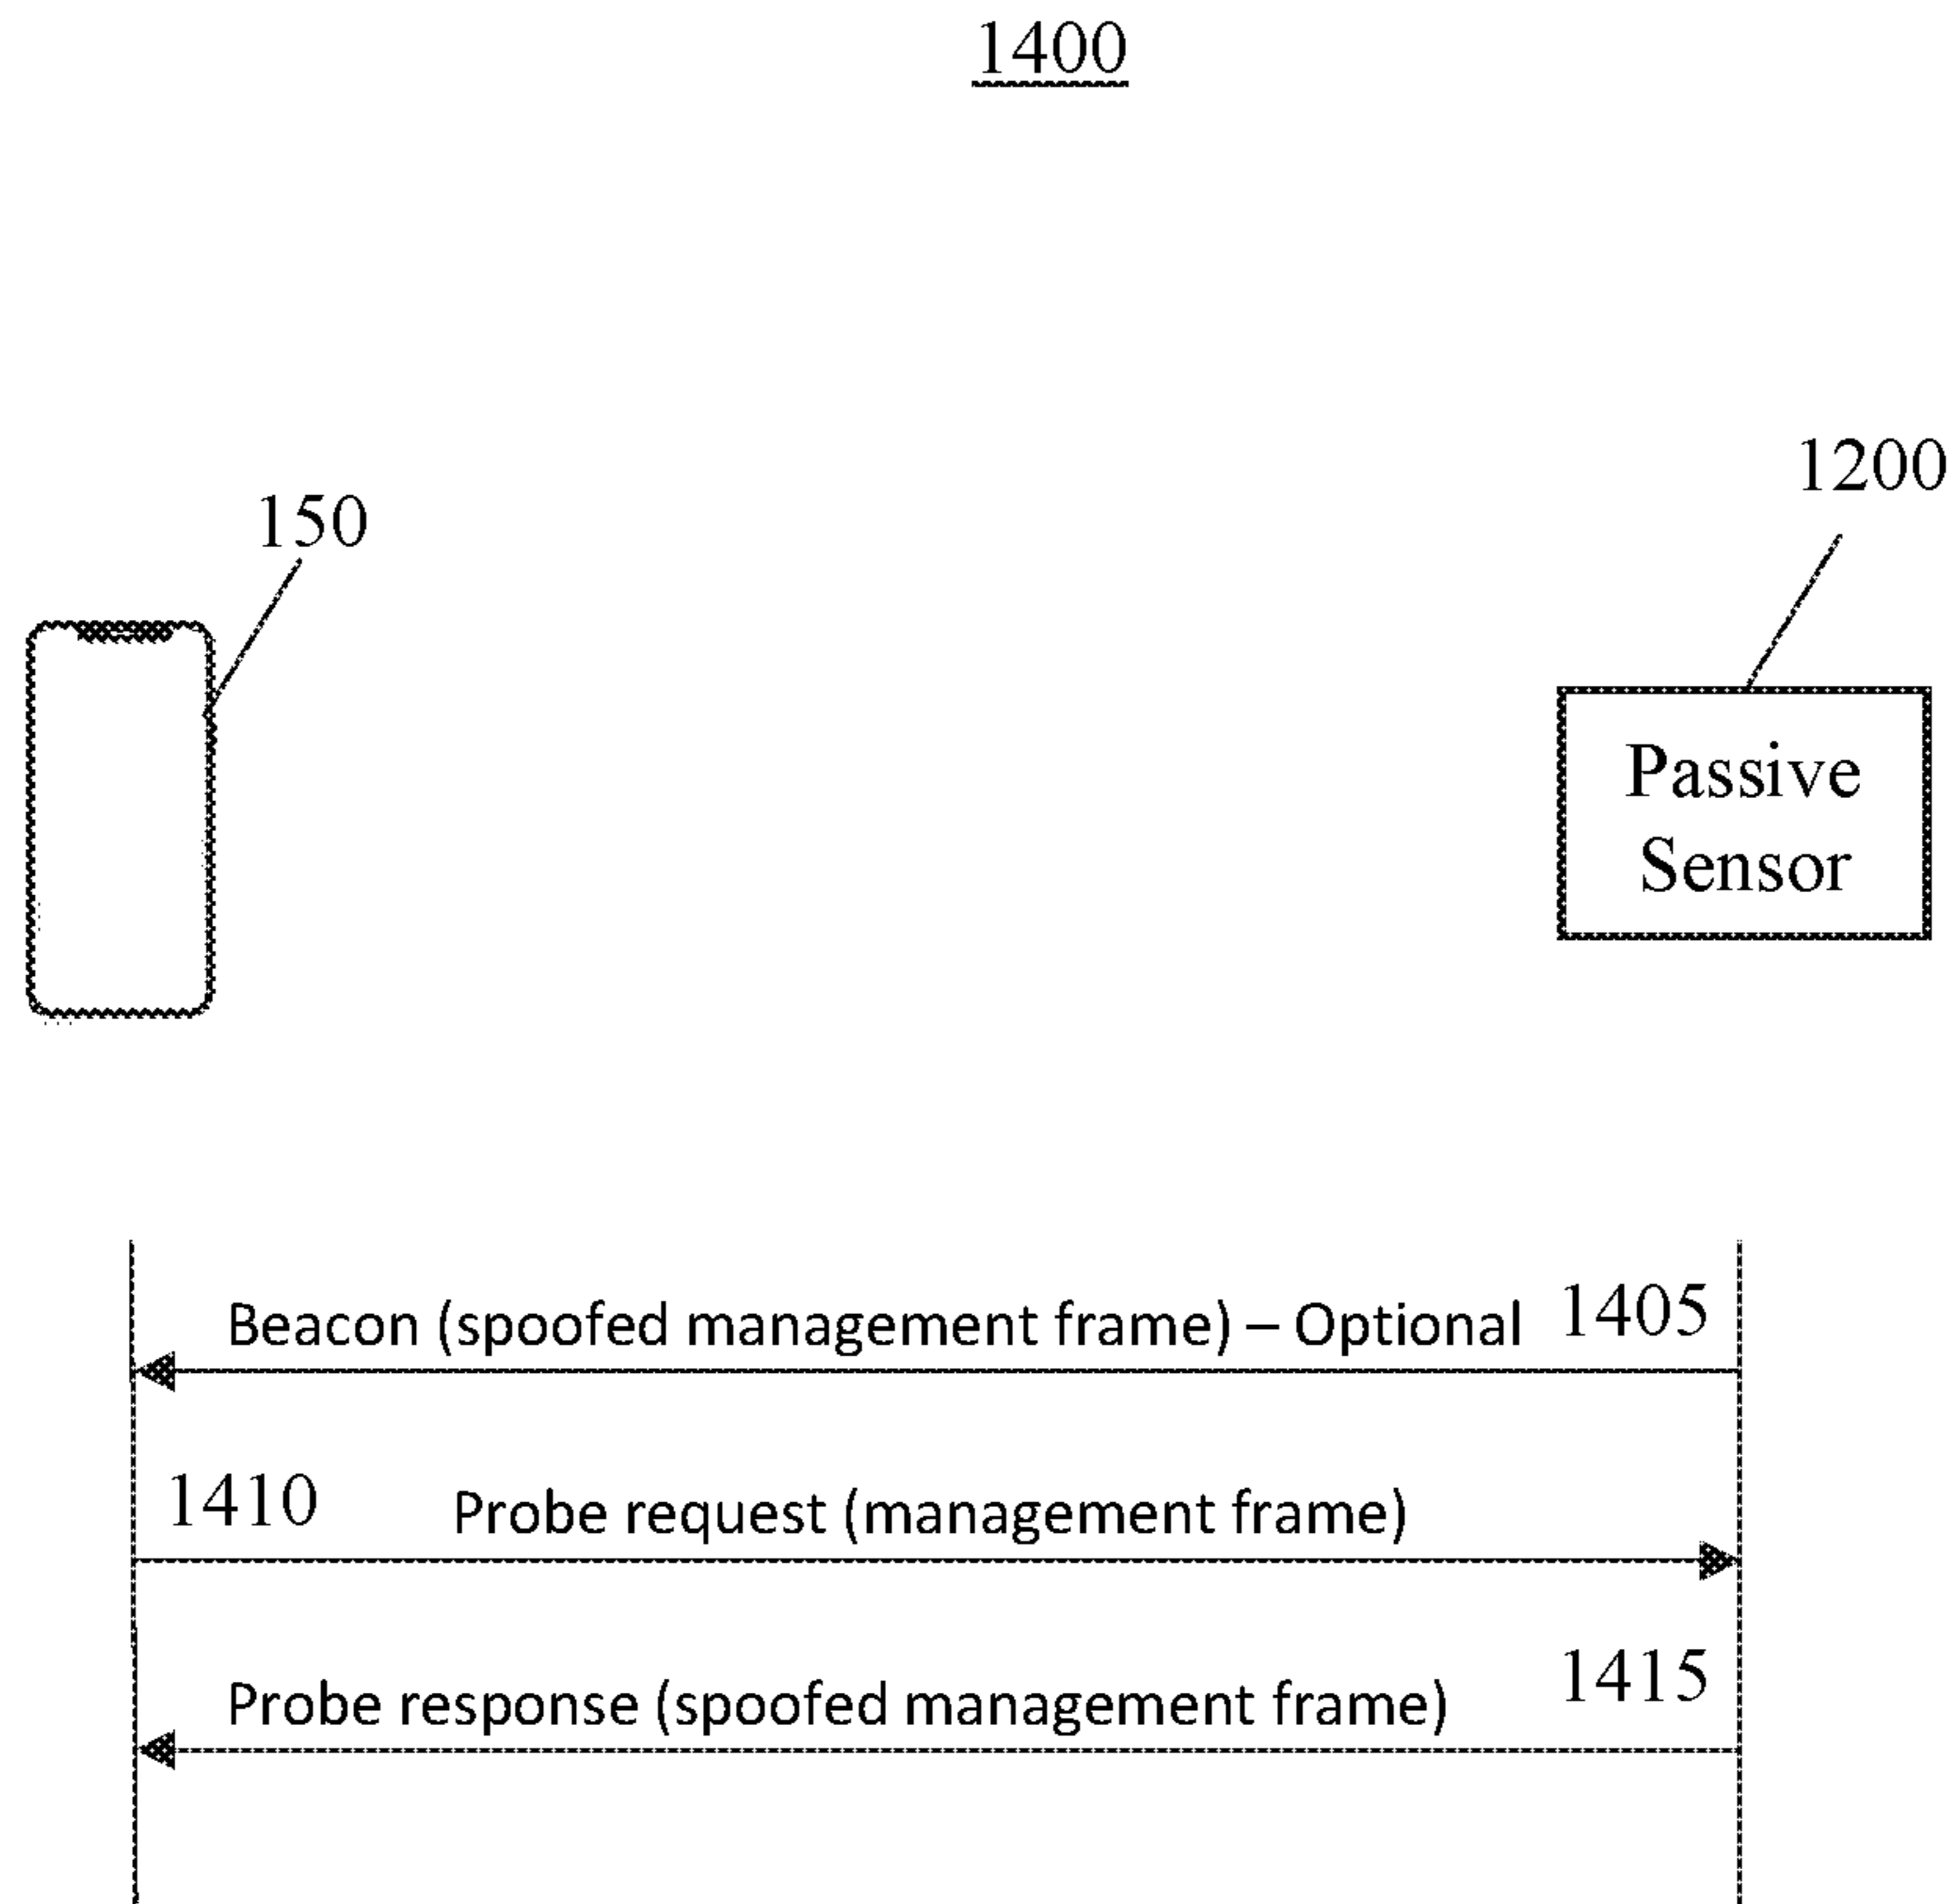 1400
1200
150
Passive
Sensor
Beacon (spoofed management frame) – Optional 1405
1410 Probe request (management frame)
Probe response (spoofed management frame) 1415